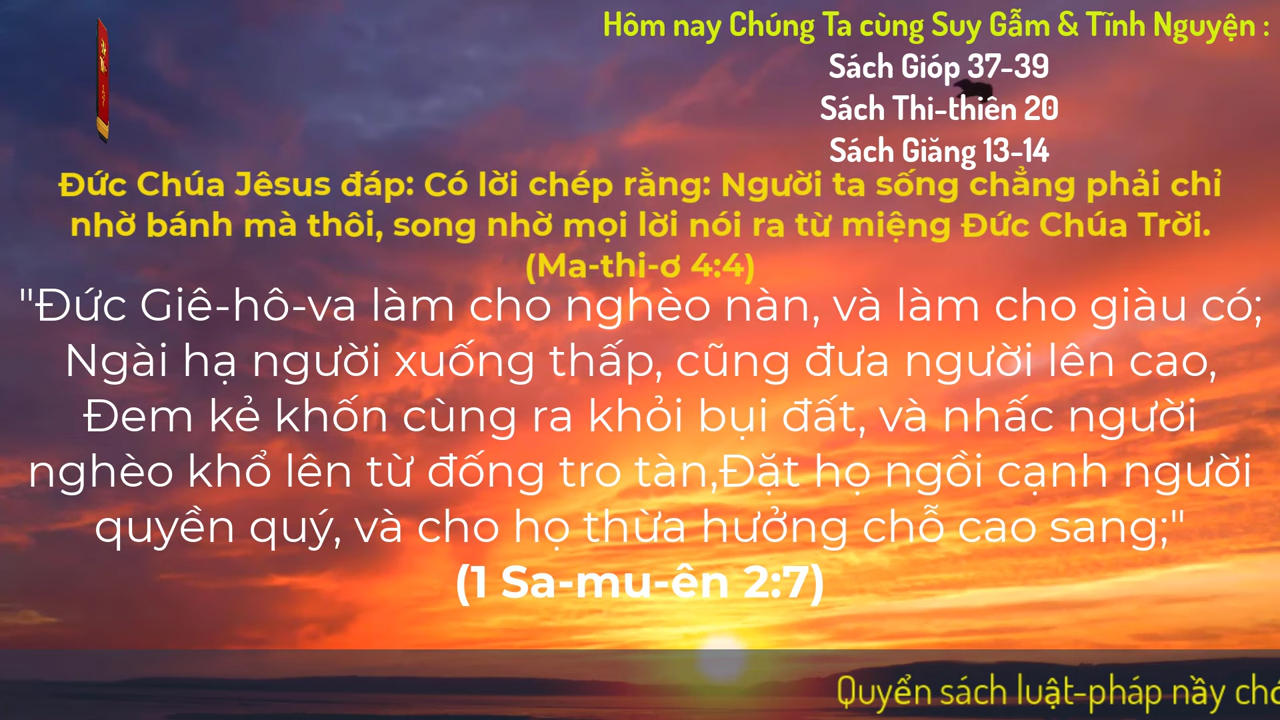 Hôm nay Chúng Ta cùng Suy Gẫm & Tĩnh Nguyện :
Sách Gióp 37-39
Sách Thi-thiên 20
Sách Giăng 13-14
Đức Chúa Jêsus đáp: Có lời chép rằng: Người ta sống chẳng phải chỉ
nhờ bánh mà thôi, song nhờ mọi lời nói ra từ miệng Đức Chúa Trời.
(Ma-thi-ơ 4:4)
"Đức Giê-hô-va làm cho nghèo nàn, và làm cho giàu có;
Ngài hạ người xuống thấp, cũng đưa người lên cao,
Đem kẻ khốn cùng ra khỏi bụi đất, và nhấc người
nghèo khổ lên từ đống tro tàn,Đặt họ ngồi cạnh người
quyền quý, và cho họ thừa hưởng chỗ cao sang;"
(1 Sa-mu-ên 2:7)
Quyển sách luật-pháp nầy